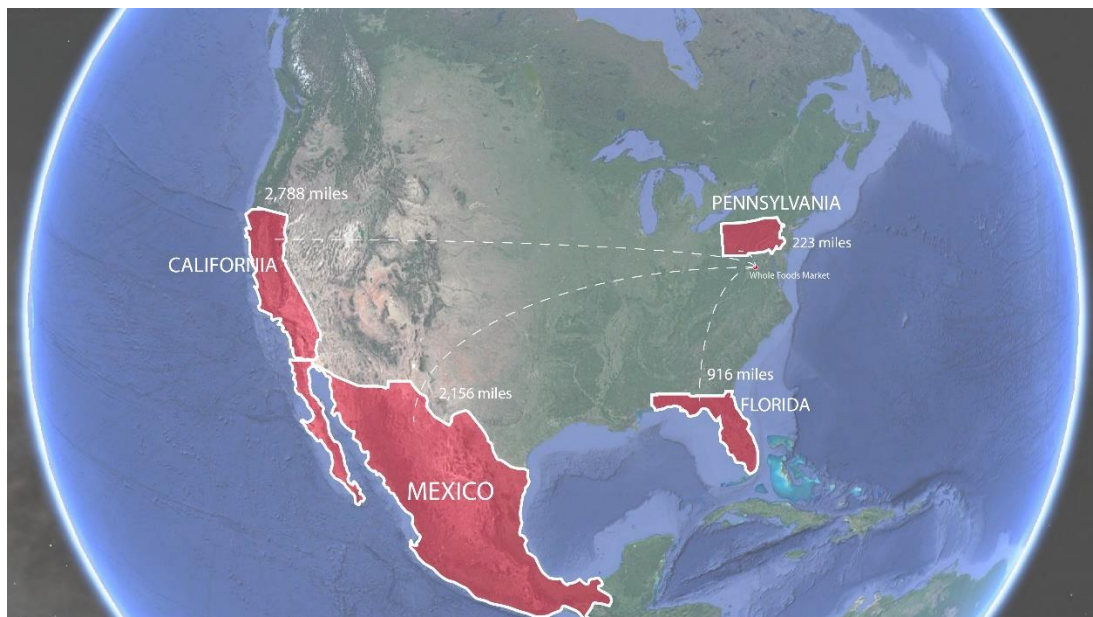 2,788 miles
CALIFORNIA
PENNSYLVANIA
223 miles
Whole Foods Market
2,156 miles
916 miles
FLORIDA
MEXICO